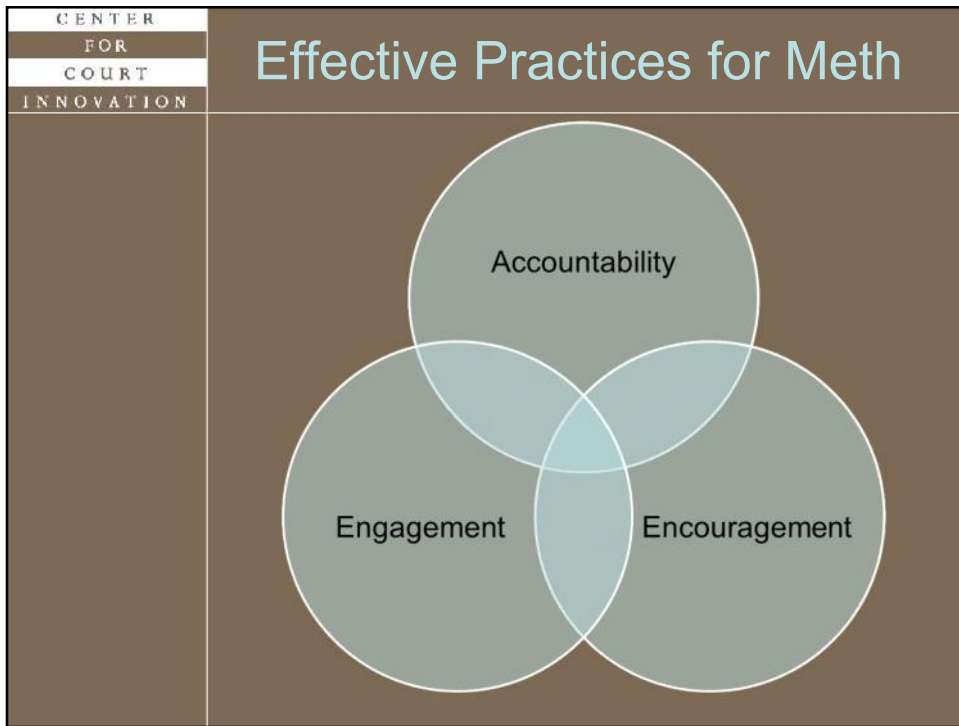 CENTER
FOR
COURT
INNOVATION
Effective Practices for Meth
Accountability
Engagement
Encouragement